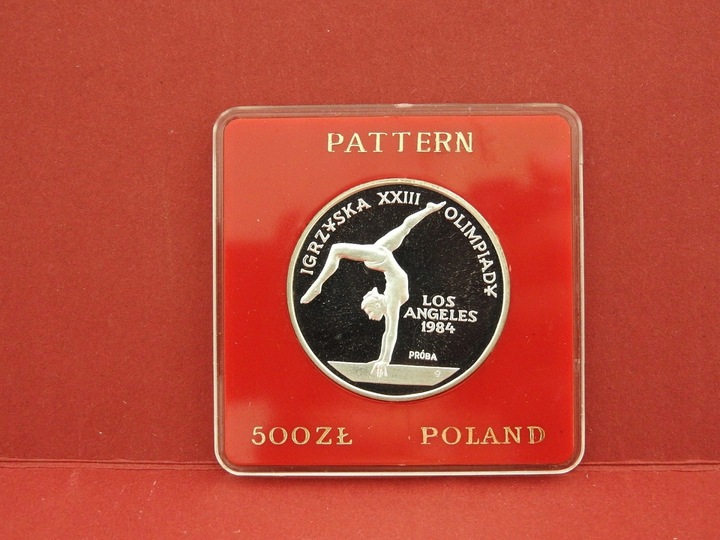 PATTERN
IGRZYSKA XXIII OLIMPIADY
LOS
ANGELES
1984
PRÓBA
500ZŁ POLAND